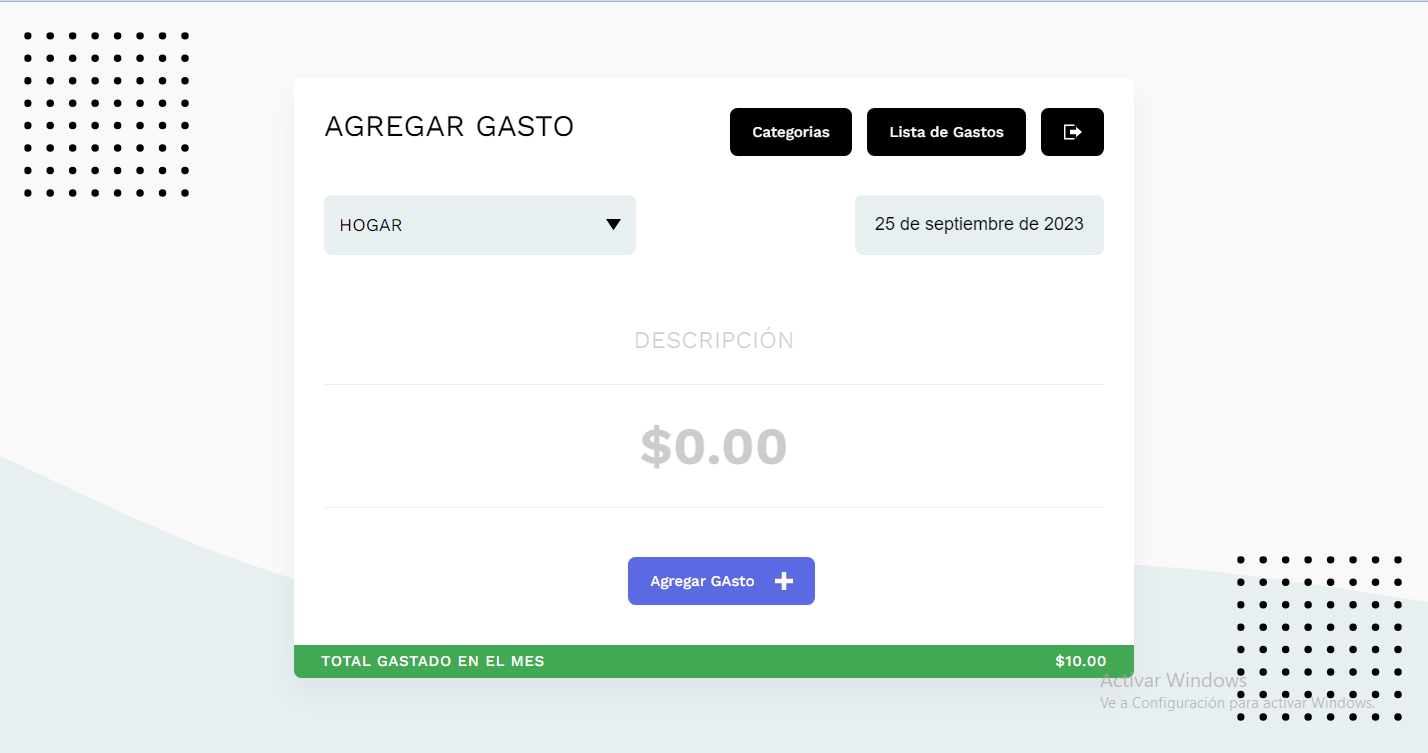 AGREGAR GASTO
Categorias
Lista de Gastos
HOGAR
25 de septiembre de 2023
DESCRIPCIÓN
$0.00
Agregar GAsto
TOTAL GASTADO EN EL MES
$10.00
Activar Windows
Ve a Configuración para activar Windows.